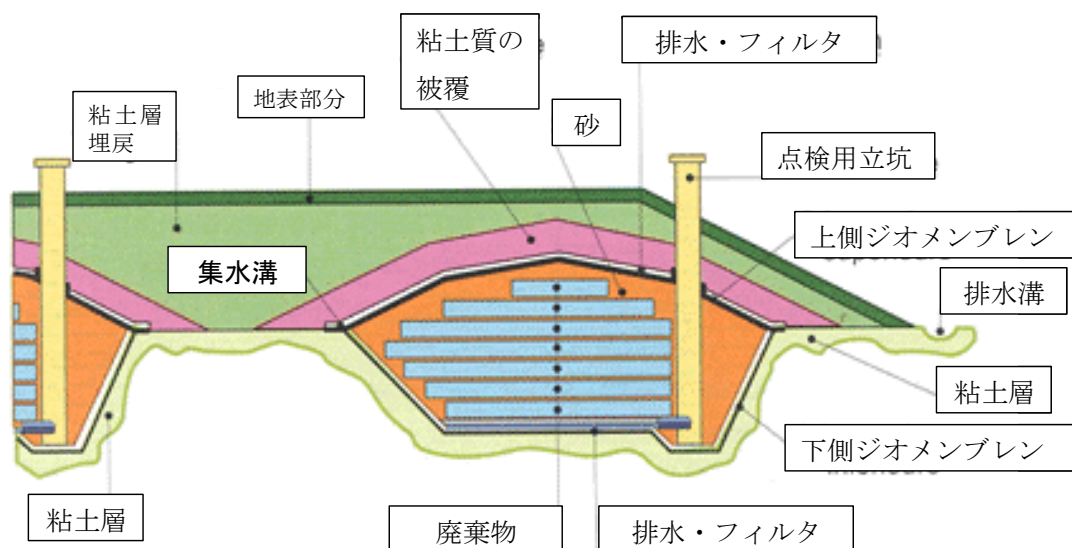 粘土質の
被覆
排水・フィルタ
地表部分
粘土層
埋戻
砂
点検用立坑
上側ジオメンブレン
集水溝
排水溝
粘土層
下側ジオメンブレン
粘土層
廃棄物
排水・フィルタ